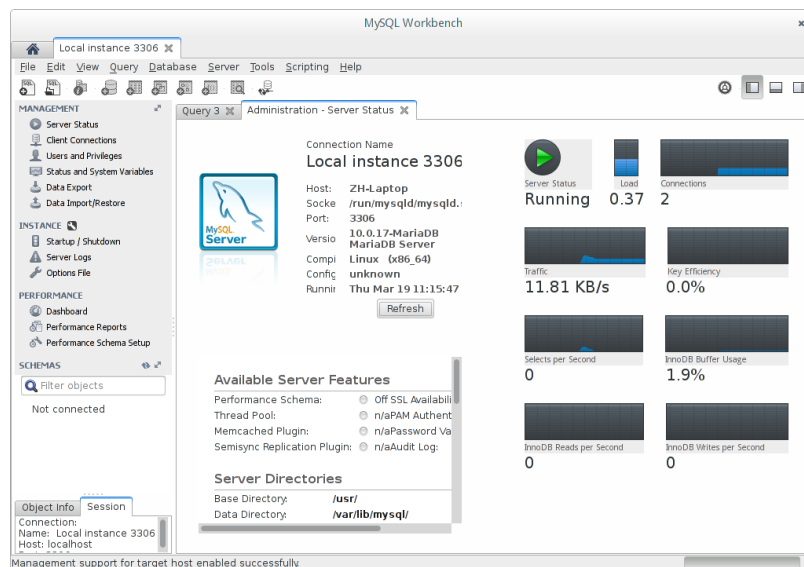 MySQL Workbench
Local instance 3306
File Edit View Query Database Server Tools Scripting Help
MANAGEMENT
Server Status
Client Connections
Users and Privileges
Status and System Variables
Data Export
Data Import/Restore
INSTANCE
Startup / Shutdown
Server Logs
Options File
PERFORMANCE
Dashboard
Performance Reports
Performance Schema Setup
SCHEMAS
Filter objects
Not connected
Object Info Session
Connection:
Name: Local instance 3306
Host: localhost
Query 3 Administration - Server Status
Connection Name
Local instance 3306
MySQL
Server
Host: ZH-Laptop
Socke /run/mysqld/mysqld.
Port: 3306
Versio 10.0.17-MariaDB
MariaDB Server
Compi Linux (x86_64)
Config unknown
Runnir Thu Mar 19 11:15:47
Refresh
Available Server Features
Performance Schema: Off SSL Availabili
Thread Pool: n/a PAM Authent
Memcached Plugin: n/a Password Va
Semisync Replication Plugin: n/a Audit Log:
Server Directories
Base Directory: /usr/
Data Directory: /var/lib/mysql/
Server Status
Running
Load
0.37
Connections
2
Traffic
11.81 KB/s
Key Efficiency
0.0%
Selects per Second
0
InnoDB Buffer Usage
1.9%
InnoDB Reads per Second
0
InnoDB Writes per Second
0
Management support for target host enabled successfully.